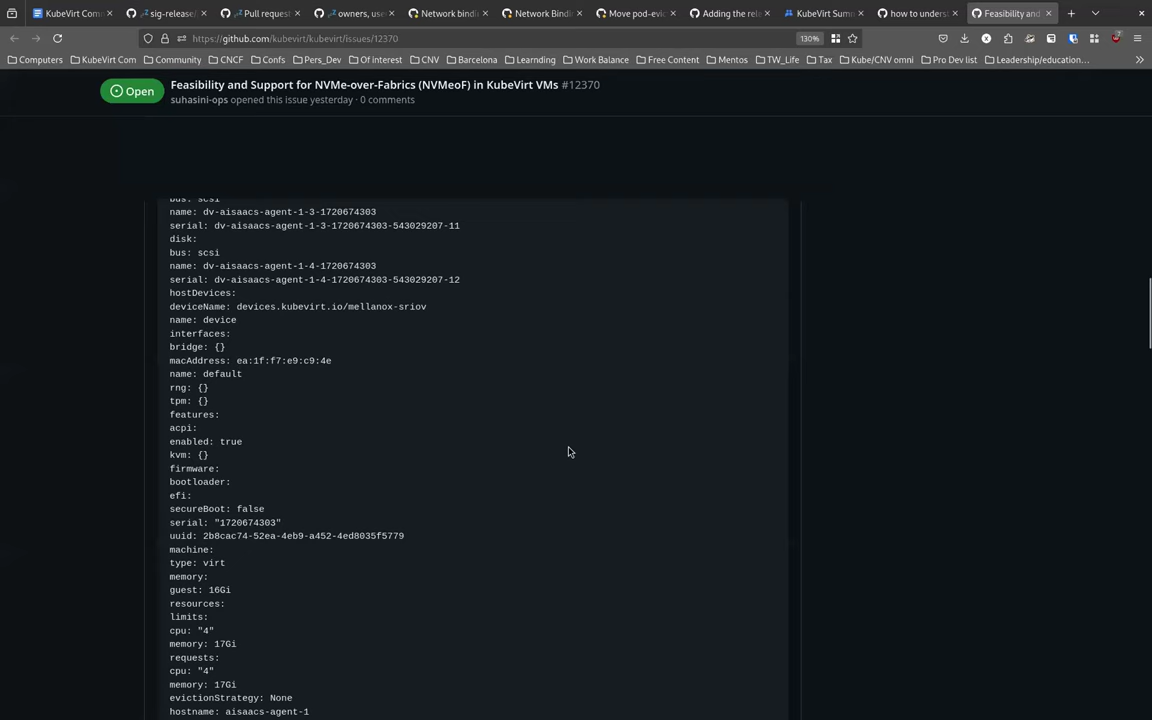 KubeVirt Com
sig-release/
Pull request
owners, use
Network bindi
Network Bindi
Move pod-evic
Adding the rele
KubeVirt Sum
how to unders
Feasibility and
https://github.com/kubevirt/kubevirt/issues/12370
130%
Computers
KubeVirt Com
Community
CNCF
Confs
Pers_Dev
Of interest
CNV
Barcelona
Learnding
Work Balance
Free Content
Mentos
TW_Life
Tax
Kube/CNV omni
Pro Dev list
Leadership/education...
Open
Feasibility and Support for NVMe-over-Fabrics (NVMeoF) in KubeVirt VMs #12370
suhasini-ops opened this issue yesterday · 0 comments
bus: scsi
name: dv-aisaacs-agent-1-3-1720674303
serial: dv-aisaacs-agent-1-3-1720674303-543029207-11
disk:
bus: scsi
name: dv-aisaacs-agent-1-4-1720674303
serial: dv-aisaacs-agent-1-4-1720674303-543029207-12
hostDevices:
deviceName: devices.kubevirt.io/mellanox-sriov
name: device
interfaces:
bridge: {}
macAddress: ea:1f:f7:e9:c9:4e
name: default
rng: {}
tpm: {}
features:
acpi:
enabled: true
kvm: {}
firmware:
bootloader:
efi:
secureBoot: false
serial: "1720674303"
uuid: 2b8cac74-52ea-4eb9-a452-4ed8035f5779
machine:
type: virt
memory:
guest: 16Gi
resources:
limits:
cpu: "4"
memory: 17Gi
requests:
cpu: "4"
memory: 17Gi
evictionStrategy: None
hostname: aisaacs-agent-1